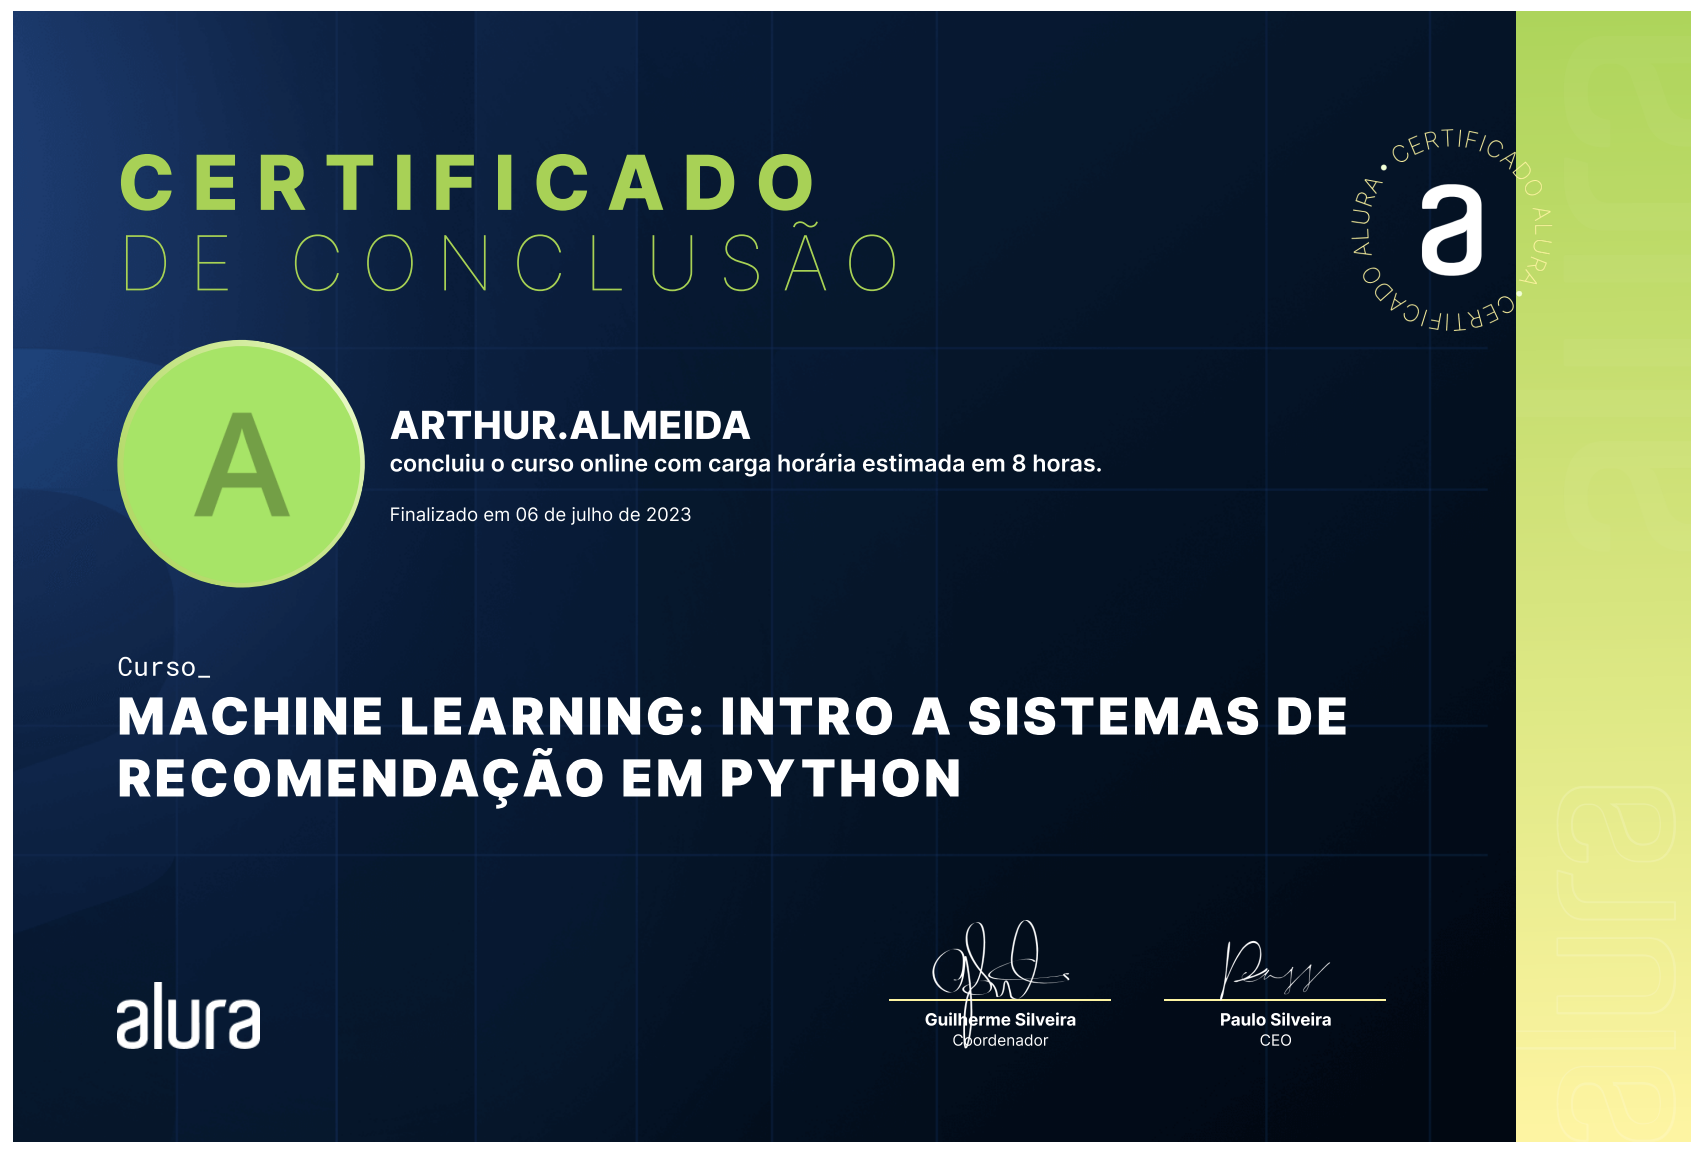 CERTIFICADO
DE CONCLUSÃO
• CERTIFICADO ALURA • CERTIFICADO ALURA
a
A
ARTHUR.ALMEIDA
concluiu o curso online com carga horária estimada em 8 horas.
Finalizado em 06 de julho de 2023
Curso_
MACHINE LEARNING: INTRO A SISTEMAS DE
RECOMENDAÇÃO EM PYTHON
alura
Guilherme Silveira
Coordenador
Paulo Silveira
CEO
alura
alura